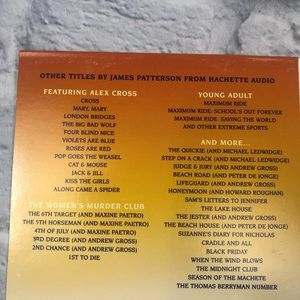 OTHER TITLES BY JAMES PATTERSON FROM HACHETTE AUDIO
FEATURING ALEX CROSS
CROSS
MARY, MARY
LONDON BRIDGES
THE BIG BAD WOLF
FOUR BLIND MICE
VIOLETS ARE BLUE
ROSES ARE RED
POP GOES THE WEASEL
CAT & MOUSE
JACK & JILL
KISS THE GIRLS
ALONG CAME A SPIDER
THE WOMEN'S MURDER CLUB
THE 6TH TARGET (AND MAXINE PAETRO)
THE 5TH HORSEMAN (AND MAXINE PAETRO)
4TH OF JULY (AND MAXINE PAETRO)
3RD DEGREE (AND ANDREW GROSS)
2ND CHANCE (AND ANDREW GROSS)
1ST TO DIE
YOUNG ADULT
MAXIMUM RIDE
MAXIMUM RIDE: SCHOOL'S OUT FOREVER
MAXIMUM RIDE: SAVING THE WORLD
AND OTHER EXTREME SPORTS
AND MORE...
THE QUICKIE (AND MICHAEL LEDWIDGE)
STEP ON A CRACK (AND MICHAEL LEDWIDGE)
JUDGE & JURY (AND ANDREW GROSS)
BEACH ROAD (AND PETER DE JONGE)
LIFEGUARD (AND ANDREW GROSS)
HONEYMOON (AND HOWARD ROUGHAN)
SAM'S LETTERS TO JENNIFER
THE LAKE HOUSE
THE JESTER (AND ANDREW GROSS)
THE BEACH HOUSE (AND PETER DE JONGE)
SUZANNE'S DIARY FOR NICHOLAS
CRADLE AND ALL
BLACK FRIDAY
WHEN THE WIND BLOWS
THE MIDNIGHT CLUB
SEASON OF THE MACHETE
THE THOMAS BERRYMAN NUMBER